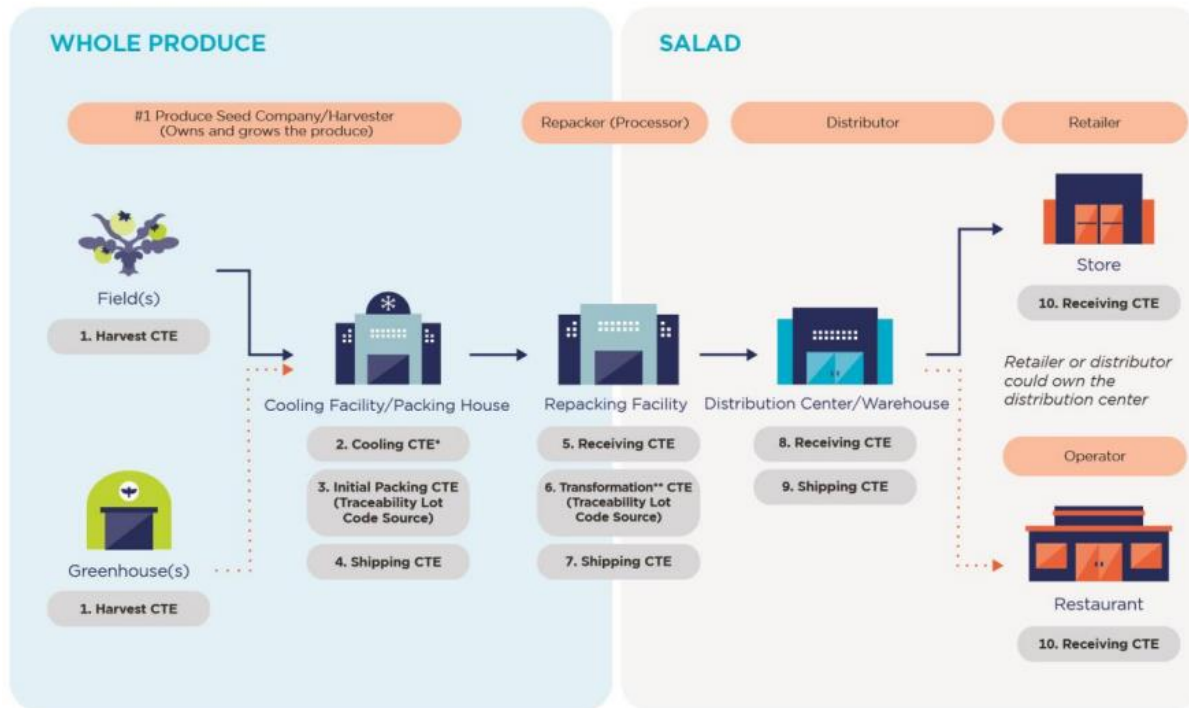 WHOLE PRODUCE
SALAD
#1 Produce Seed Company/Harvester
(Owns and grows the produce)
Repacker (Processor)
Distributor
Retailer
Field(s)
1. Harvest CTE
Greenhouse(s)
1. Harvest CTE
Cooling Facility/Packing House
2. Cooling CTE*
3. Initial Packing CTE
(Traceability Lot
Code Source)
4. Shipping CTE
Repacking Facility
5. Receiving CTE
6. Transformation** CTE
(Traceability Lot
Code Source)
7. Shipping CTE
Distribution Center/Warehouse
8. Receiving CTE
9. Shipping CTE
Store
10. Receiving CTE
Retailer or distributor
could own the
distribution center
Operator
Restaurant
10. Receiving CTE